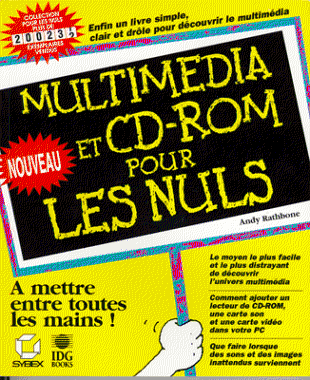 COLLECTION
POUR LES NULS
PLUS DE
EXEMPLAIRES
VENDUS
Enfin un livre simple,
clair et drôle pour découvrir le multimédia
MULTIMEDIA
ET CD-ROM
POUR
LES NULS
NOUVEAU
Andy Rathbone
Le moyen le plus facile
et le plus distrayant
de découvrir
l'univers multimédia
A mettre
entre toutes
les mains !
Comment ajouter un
lecteur de CD-ROM,
une carte son
et une carte vidéo
dans votre PC
Que faire lorsque
des sons et des images
inattendus surviennent
SYBEX
IDG
BOOKS